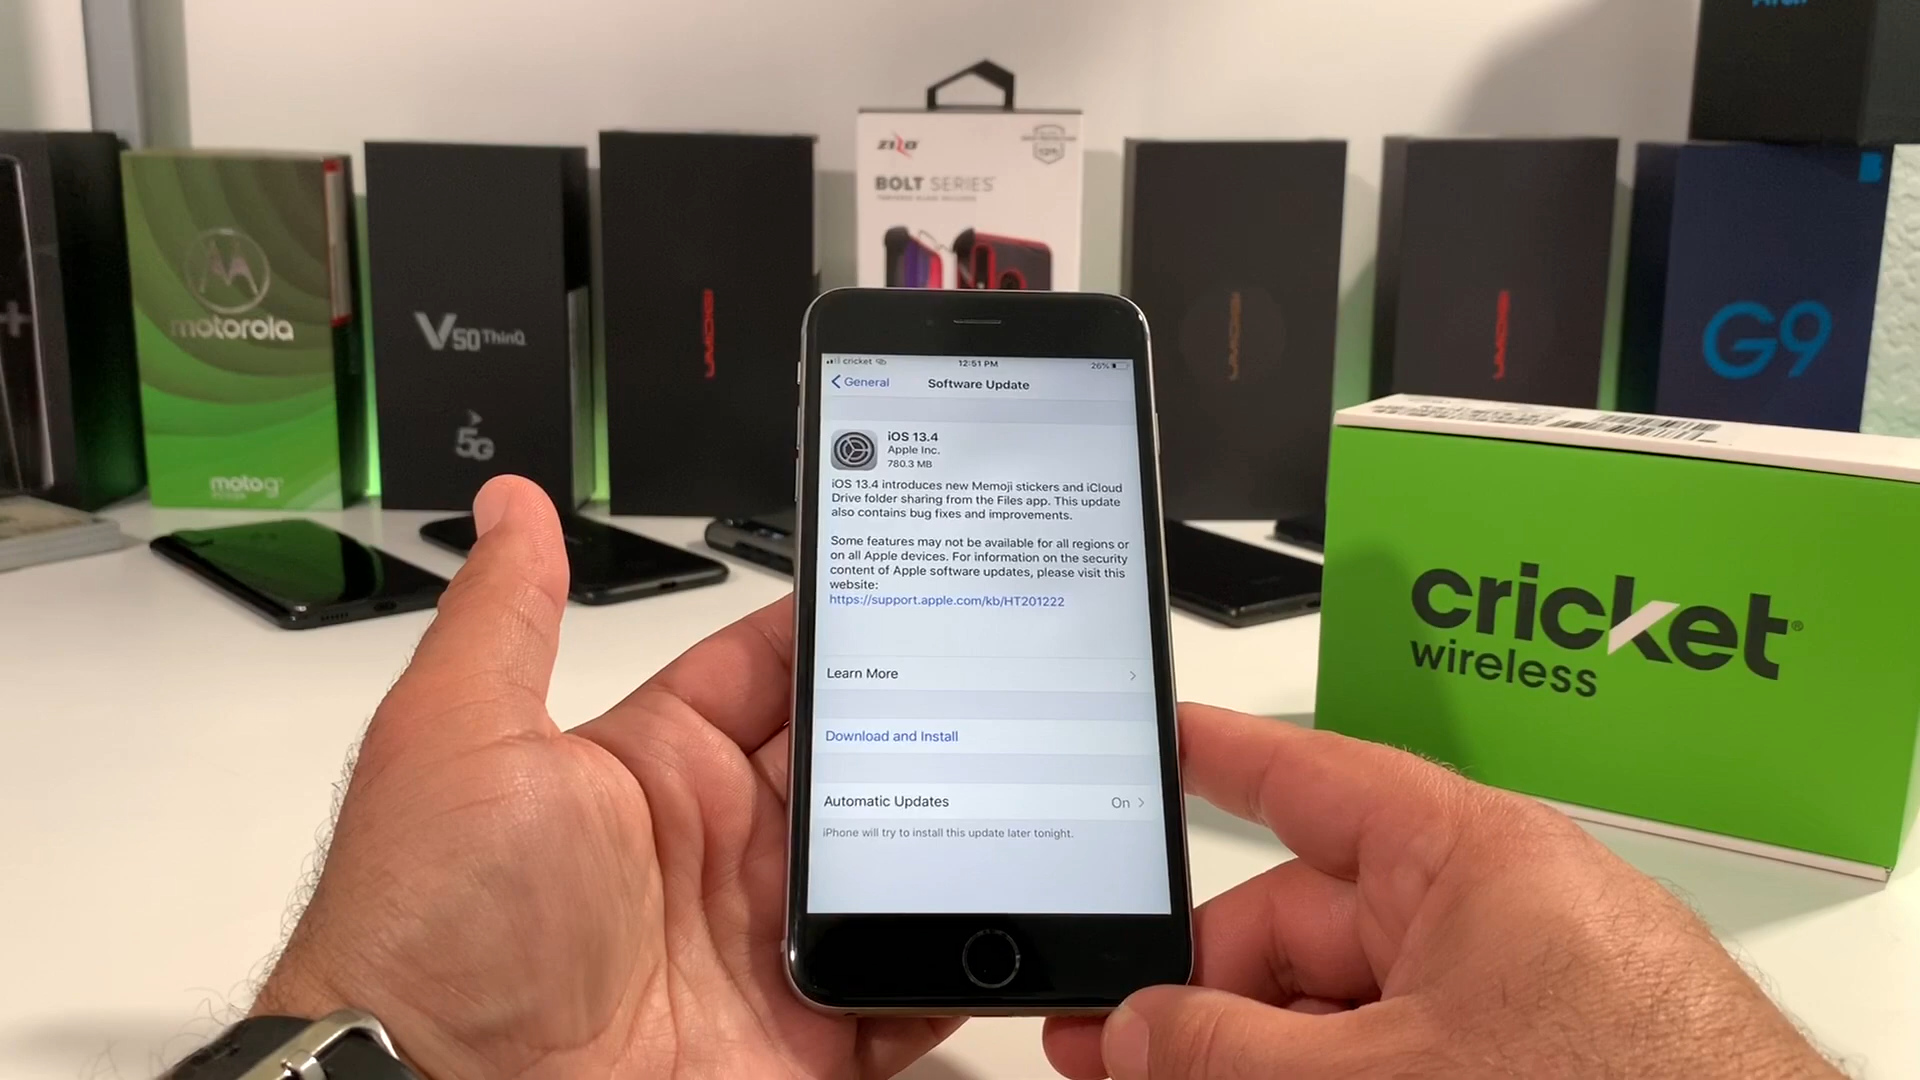 ZIZO
BOLT SERIES
motorola
moto g
V50 ThinQ
5G
UMIDIGI
UMIDIGI
UMIDIGI
G9
cricket
12:51 PM
26%
General
Software Update
iOS 13.4
Apple Inc.
780.3 MB
iOS 13.4 introduces new Memoji stickers and iCloud
Drive folder sharing from the Files app. This update
also contains bug fixes and improvements.
Some features may not be available for all regions or
on all Apple devices. For information on the security
content of Apple software updates, please visit this
website:
https://support.apple.com/kb/HT201222
Learn More
Download and Install
Automatic Updates
On
iPhone will try to install this update later tonight.
cricket®
wireless